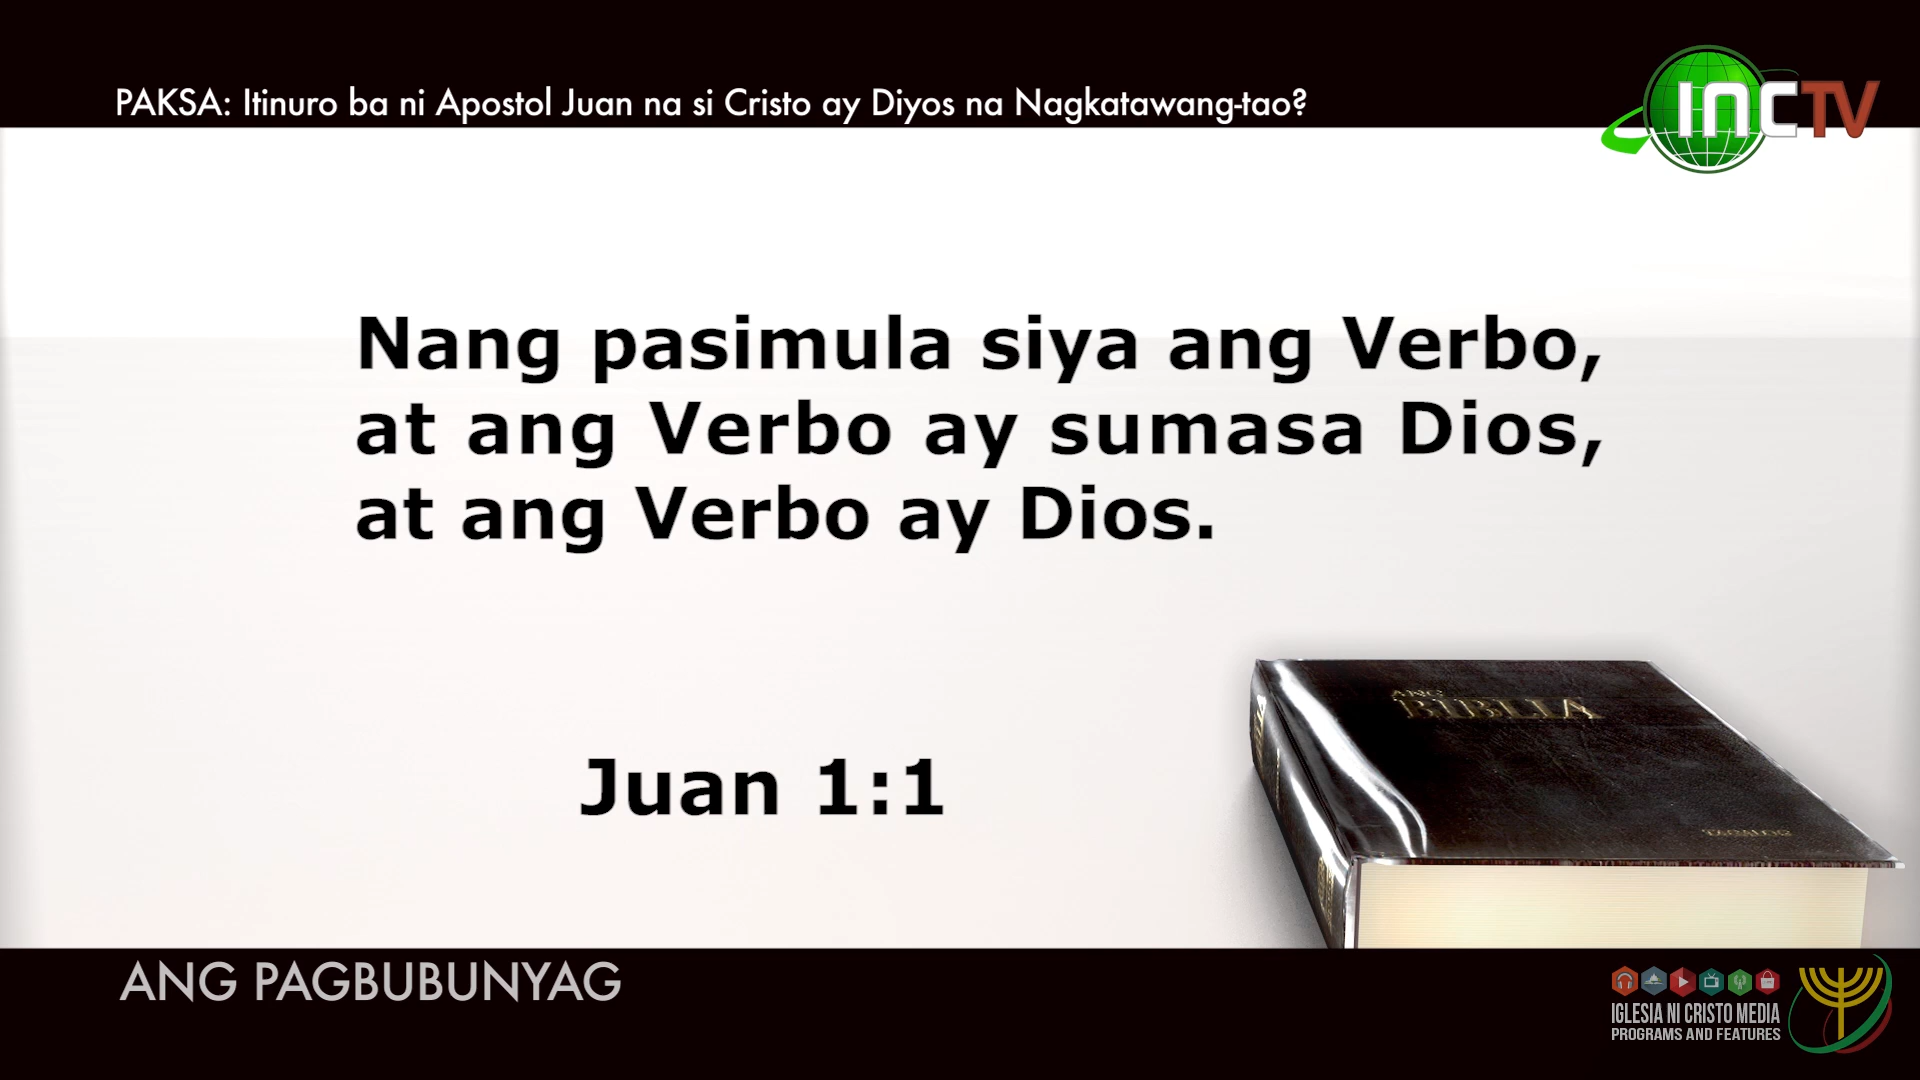 PAKSA: Itinuro ba ni Apostol Juan na si Cristo ay Diyos na Nagkatawang-tao?
INCTV
Nang pasimula siya ang Verbo,
at ang Verbo ay sumasa Dios,
at ang Verbo ay Dios.
Juan 1:1
ANG
BIBLIA
TAGALOG
ANG PAGBUBUNYAG
IGLESIA NI CRISTO MEDIA
PROGRAMS AND FEATURES